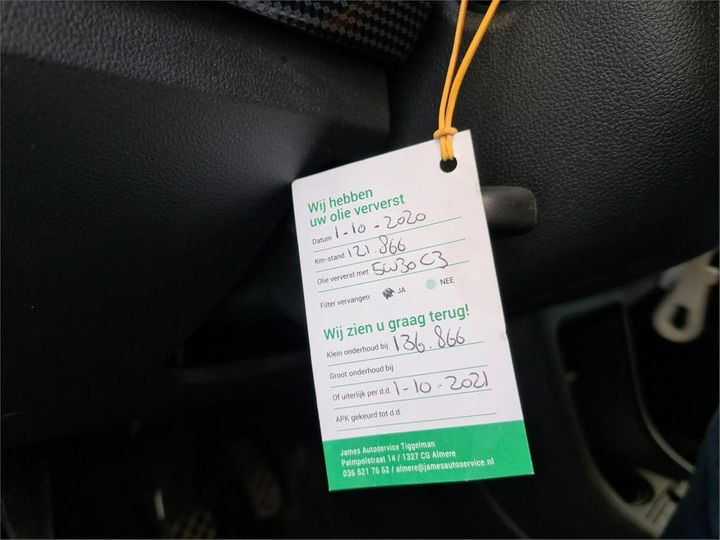 Wij hebben
uw olie ververst
Datum 1-10-2020
Km-stand 121.866
Olie ververst met 5W30 C3
Filter vervangen JA NEE
Wij zien u graag terug!
Klein onderhoud bij 136.866
Groot onderhoud bij
Of uiterlijk per d.d. 1-10-2021
APK gekeurd tot d.d.
James Autoservice Tiggelman
Palmpolstraat 14 / 1327 CG Almere
036 521 76 52 / almere@jamesautoservice.nl